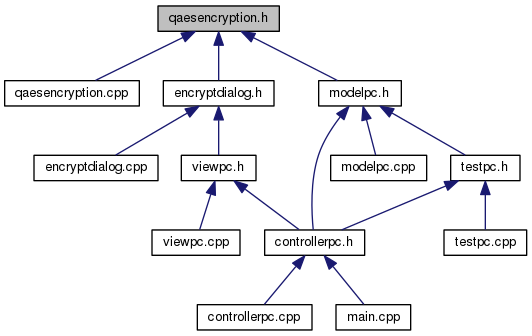 qaesencryption.h
qaesencryption.cpp
encryptdialog.h
modelpc.h
encryptdialog.cpp
viewpc.h
modelpc.cpp
testpc.h
viewpc.cpp
controllerpc.h
testpc.cpp
controllerpc.cpp
main.cpp